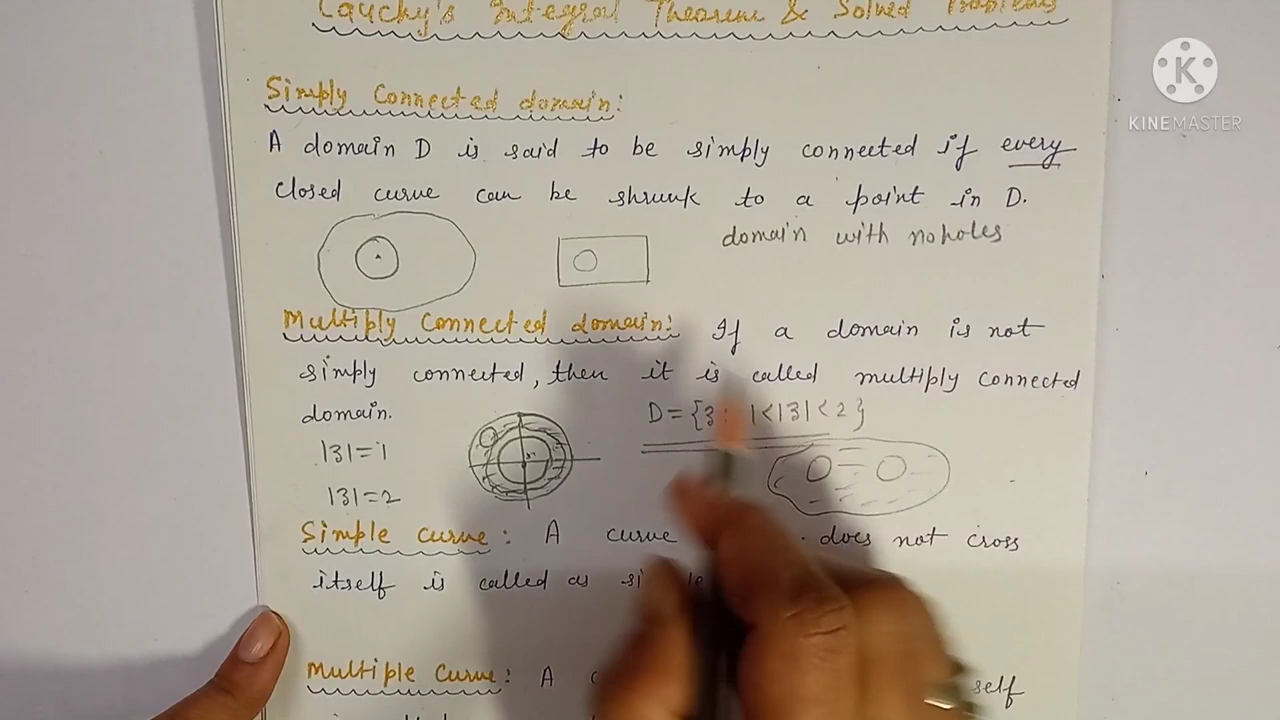 Cauchy's Integral Theorem & Solved Problems
K
KINEMASTER
Simply Connected domain:
A domain D is said to be simply connected if every
closed curve can be shrunk to a point in D.
domain with no holes
Multiply Connected domain: If a domain is not
simply connected, then it is called multiply connected
domain.
D = {z: 1<|z|<2}
|z|=1
|z|=2
Simple curve: A curve does not cross
itself is called as
Multiple Curve: A
self